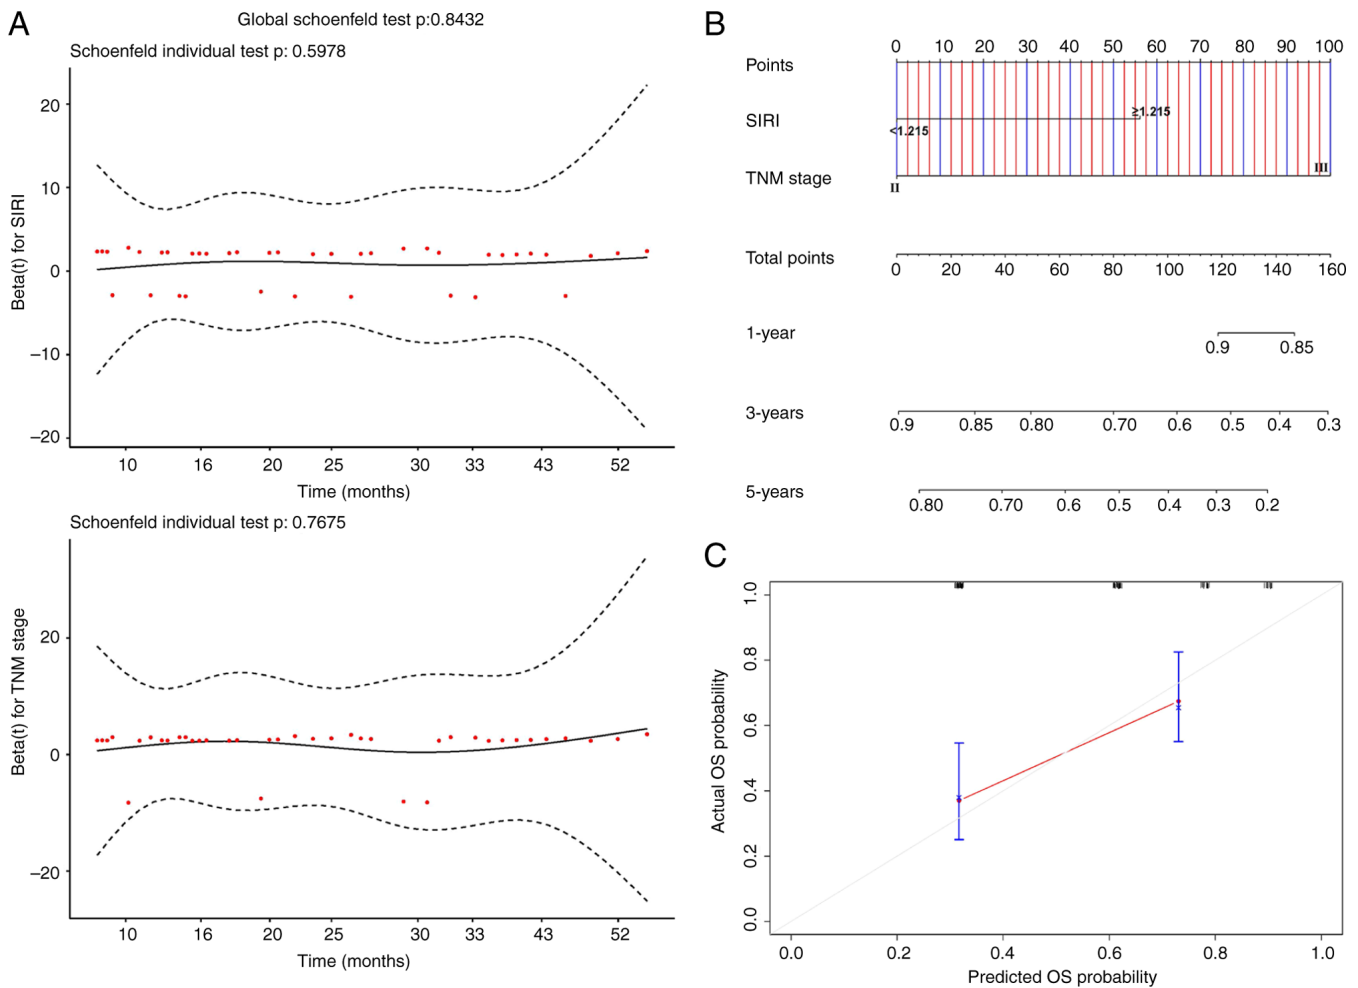 A
Global schoenfeld test p:0.8432
Schoenfeld individual test p: 0.5978
20
10
0
–10
–20
Beta(t) for SIRI
10 16 20 25 30 33 43 52
Time (months)
Schoenfeld individual test p: 0.7675
20
0
–20
Beta(t) for TNM stage
10 16 20 25 30 33 43 52
Time (months)
B
0 10 20 30 40 50 60 70 80 90 100
Points
≥1.215
SIRI
<1.215
III
TNM stage
II
Total points
0 20 40 60 80 100 120 140 160
1-year
0.9 0.85
3-years
0.9 0.85 0.80 0.70 0.6 0.5 0.4 0.3
5-years
0.80 0.70 0.6 0.5 0.4 0.3 0.2
C
1.0
0.8
0.6
0.4
0.2
0.0
Actual OS probability
0.0 0.2 0.4 0.6 0.8 1.0
Predicted OS probability